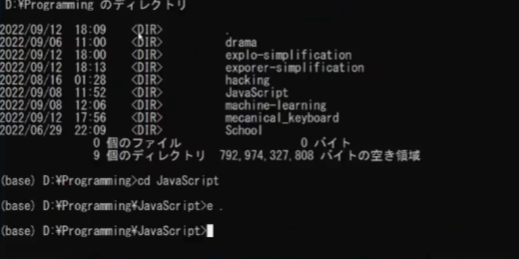 D:¥Programming のディレクトリ
2022/09/12  18:09    <DIR>          .
2022/09/06  11:00    <DIR>          drama
2022/09/12  18:00    <DIR>          explo-simplification
2022/09/12  18:13    <DIR>          exporer-simplification
2022/08/16  01:28    <DIR>          hacking
2022/09/08  11:52    <DIR>          JavaScript
2022/09/08  12:06    <DIR>          machine-learning
2022/09/12  17:56    <DIR>          mecanical_keyboard
2022/06/29  22:09    <DIR>          School
0 個のファイル                   0 バイト
9 個のディレクトリ  792,974,327,808 バイトの空き領域
(base) D:¥Programming>cd JavaScript
(base) D:¥Programming¥JavaScript>e .
(base) D:¥Programming¥JavaScript>